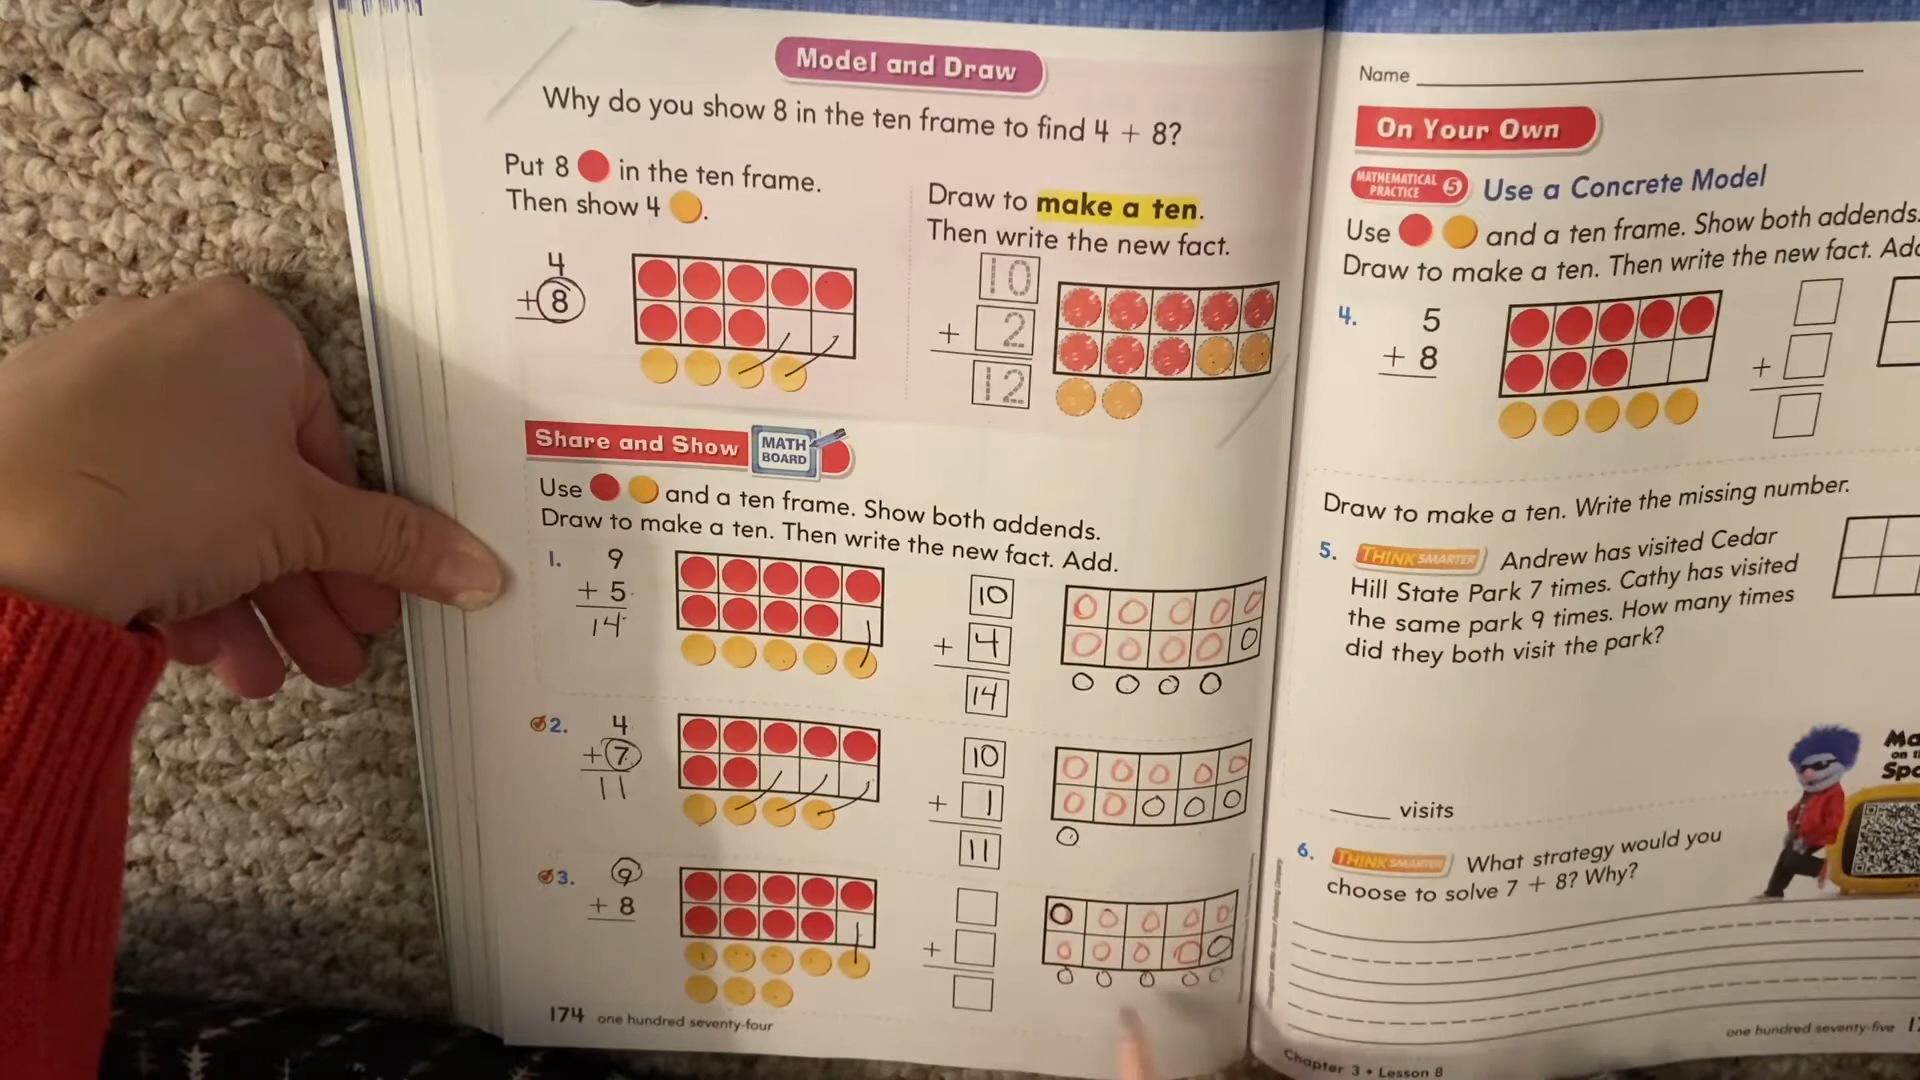 Model and Draw
Why do you show 8 in the ten frame to find 4 + 8?
Put 8 in the ten frame.
Then show 4 .
4
+ 8
Draw to make a ten.
Then write the new fact.
10
+ 2
12
Share and Show
MATH
BOARD
Use and a ten frame. Show both addends.
Draw to make a ten. Then write the new fact. Add.
1.
9
+ 5
14
10
+ 4
14
2.
4
+ 7
11
10
+ 1
11
3.
9
+ 8
+
174 one hundred seventy-four
Name
On Your Own
MATHEMATICAL
PRACTICE 5
Use a Concrete Model
Use and a ten frame. Show both addends.
Draw to make a ten. Then write the new fact.
4.
5
+ 8
+
Draw to make a ten. Write the missing number.
5. THINK SMARTER Andrew has visited Cedar
Hill State Park 7 times. Cathy has visited
the same park 9 times. How many times
did they both visit the park?
visits
6. THINK SMARTER What strategy would you
choose to solve 7 + 8? Why?
one hundred seventy-five
Chapter 3 • Lesson 8